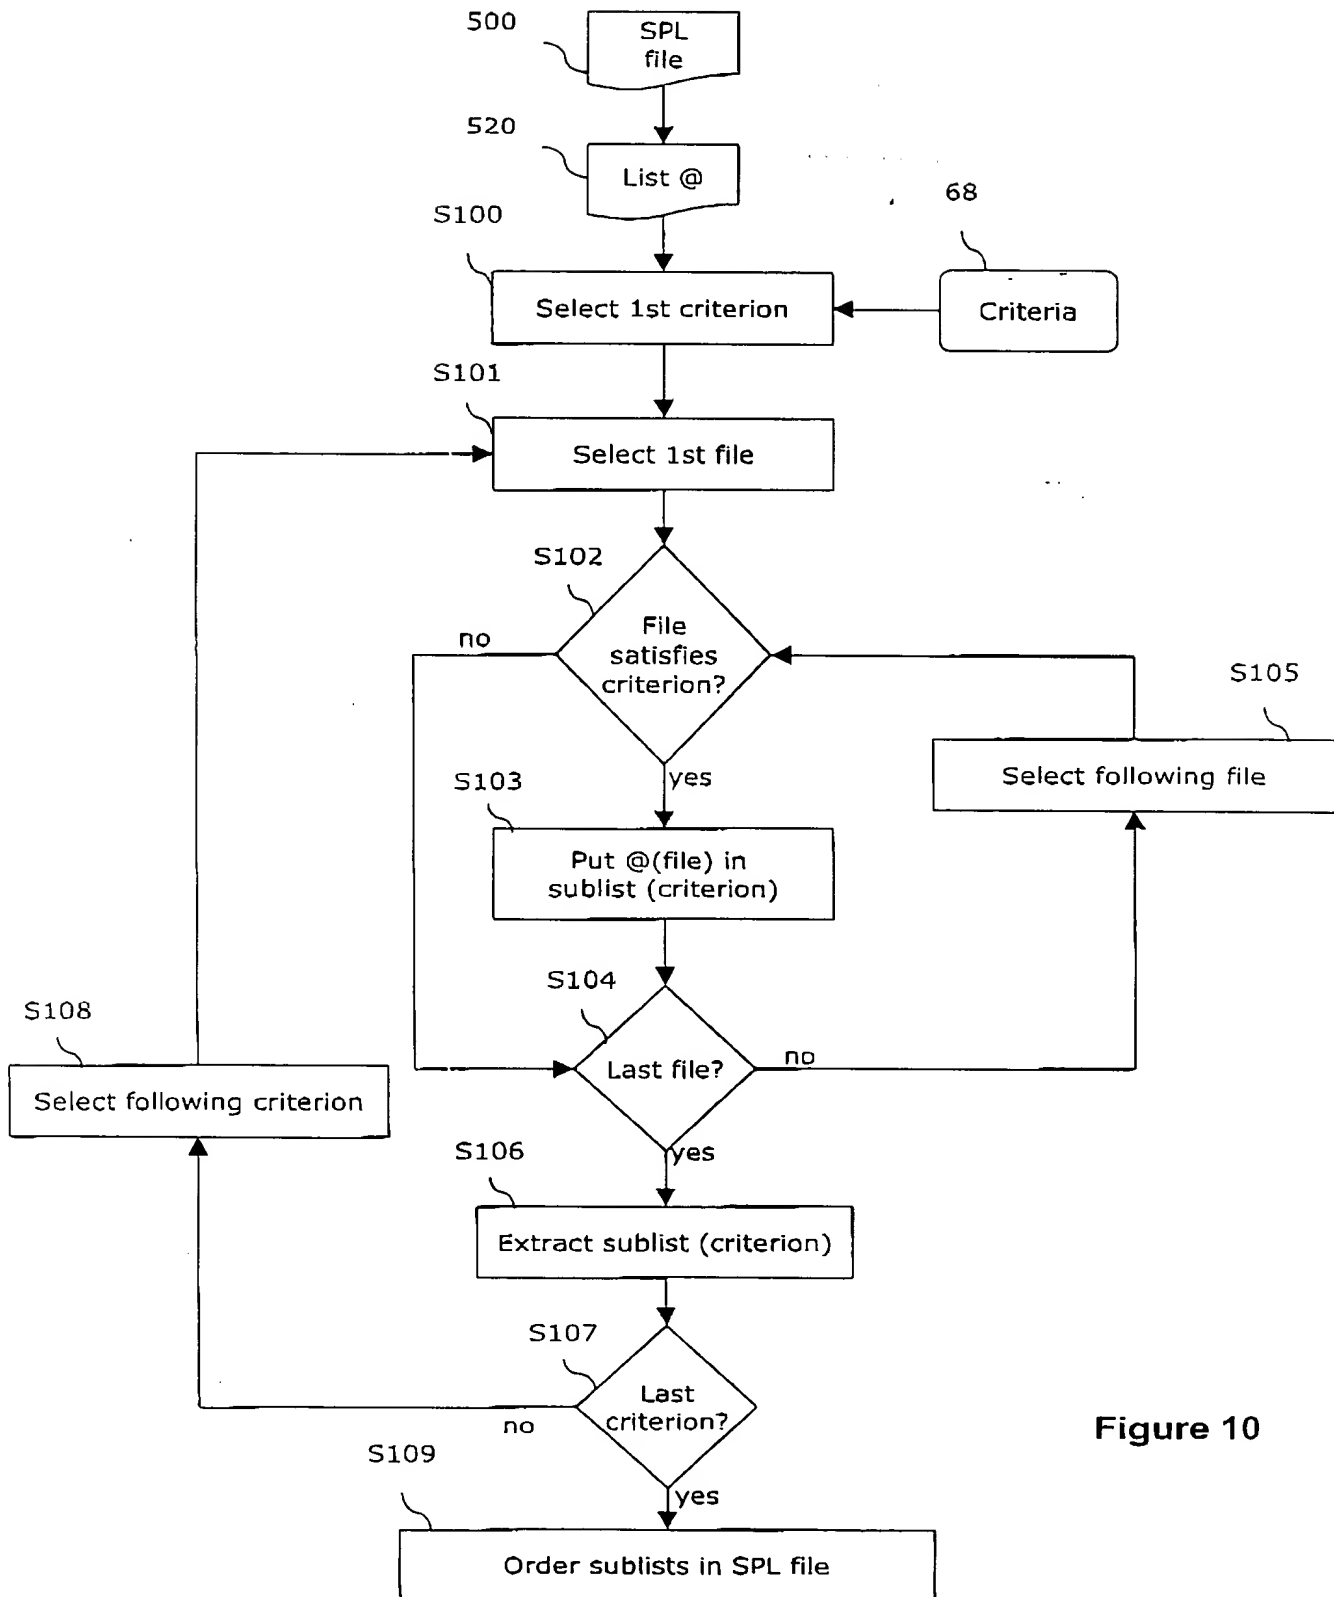 500
SPL
file
520
List @
S100
68
Select 1st criterion
Criteria
S101
Select 1st file
S102
no
File
satisfies
criterion?
S105
yes
Select following file
S103
Put @(file) in
sublist (criterion)
S104
S108
Last file?
no
Select following criterion
yes
S106
Extract sublist (criterion)
S107
Last
criterion?
no
Figure 10
S109
yes
Order sublists in SPL file